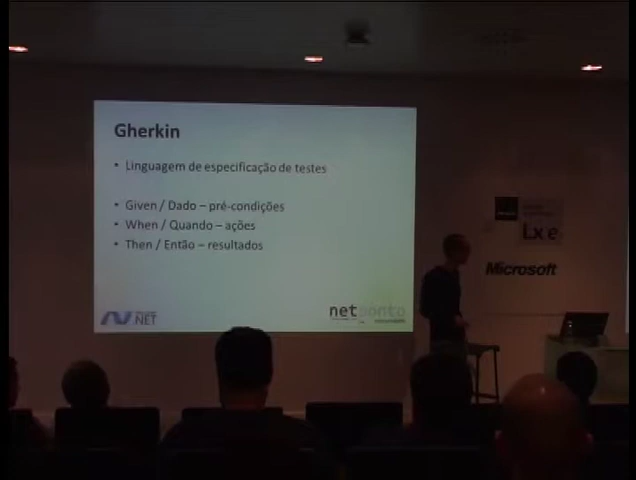 Gherkin
• Linguagem de especificação de testes
• Given / Dado – pré-condições
• When / Quando – ações
• Then / Então – resultados
NET
netponto
Lx e
Microsoft